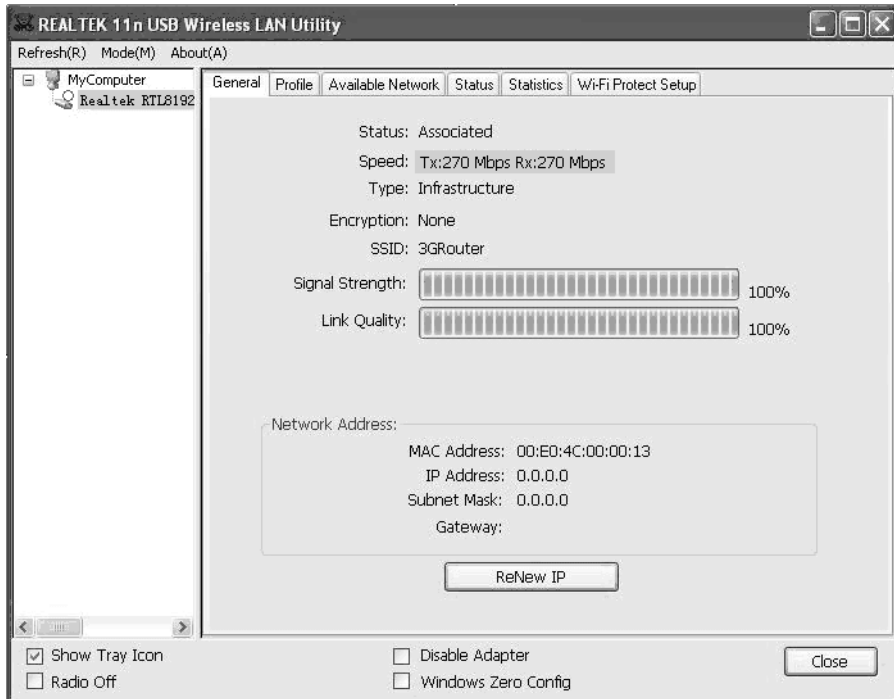 REALTEK 11n USB Wireless LAN Utility
Refresh(R) Mode(M) About(A)
MyComputer
Realtek RTL8192
General Profile Available Network Status Statistics Wi-Fi Protect Setup
Status: Associated
Speed: Tx:270 Mbps Rx:270 Mbps
Type: Infrastructure
Encryption: None
SSID: 3GRouter
Signal Strength: 100%
Link Quality: 100%
Network Address:
MAC Address: 00:E0:4C:00:00:13
IP Address: 0.0.0.0
Subnet Mask: 0.0.0.0
Gateway:
ReNew IP
Show Tray Icon
Radio Off
Disable Adapter
Windows Zero Config
Close